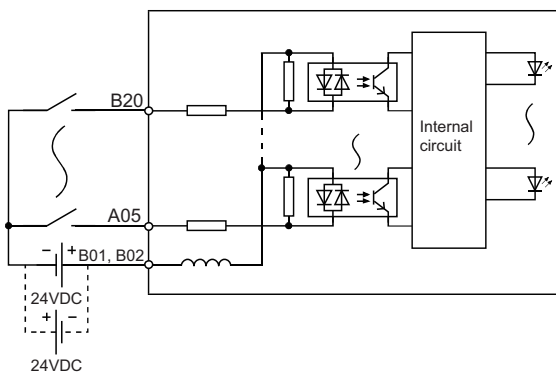 B20
Internal
circuit
A05
− + B01, B02
24VDC
+ −
24VDC